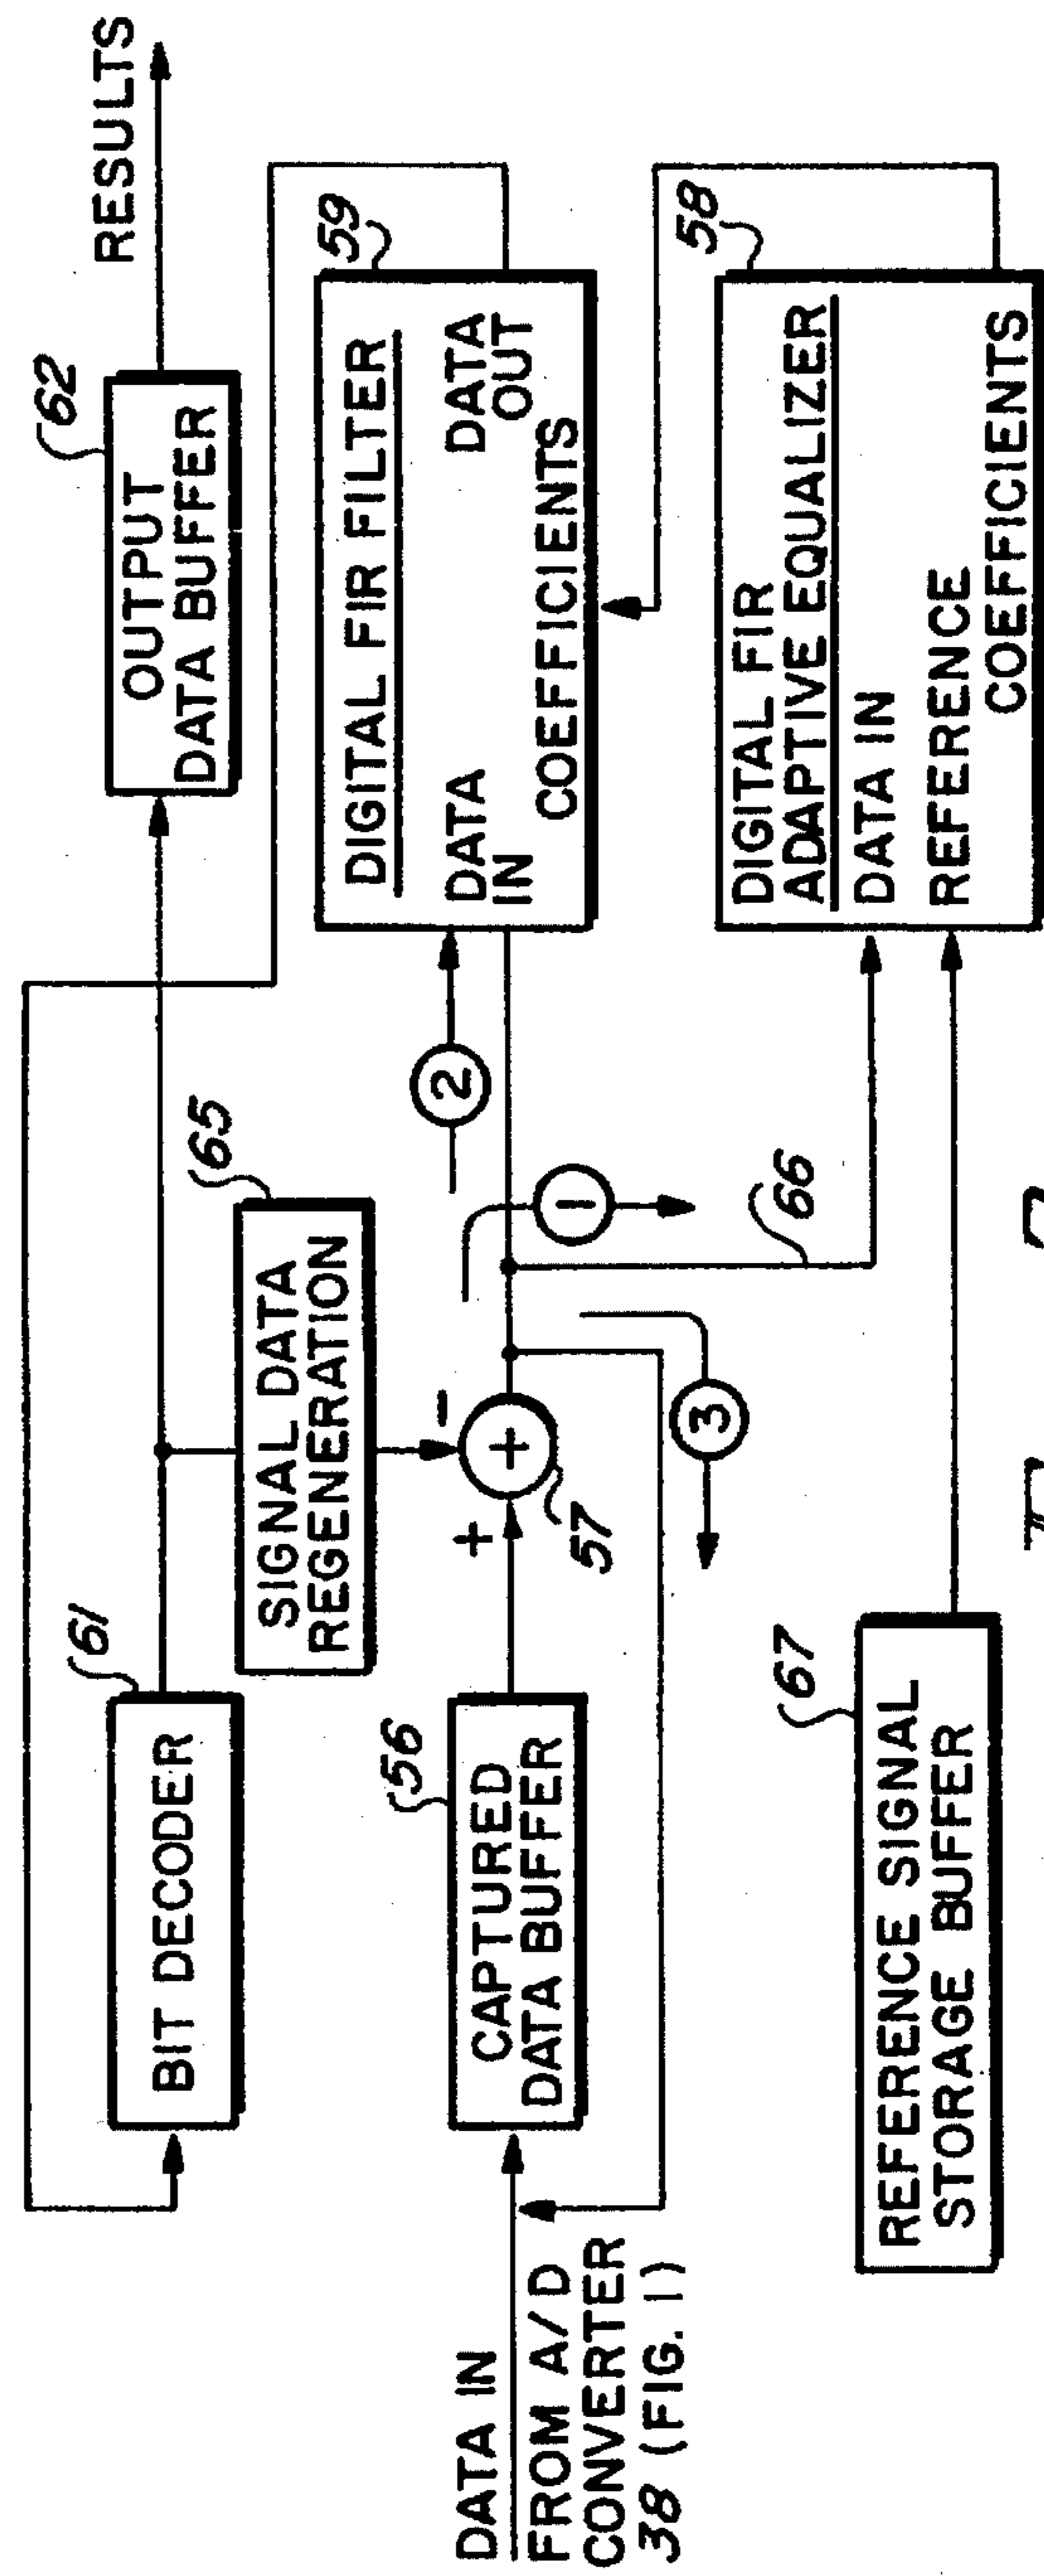 RESULTS
62
OUTPUT
DATA BUFFER
61
BIT DECODER
65
SIGNAL DATA
REGENERATION
59
DIGITAL FIR FILTER
DATA
IN
DATA
OUT
COEFFICIENTS
2
1
3
56
CAPTURED
DATA BUFFER
+
-
+
57
66
DATA IN
FROM A/D
CONVERTER
38 (FIG. 1)
58
DIGITAL FIR
ADAPTIVE EQUALIZER
DATA IN
REFERENCE
COEFFICIENTS
67
REFERENCE SIGNAL
STORAGE BUFFER